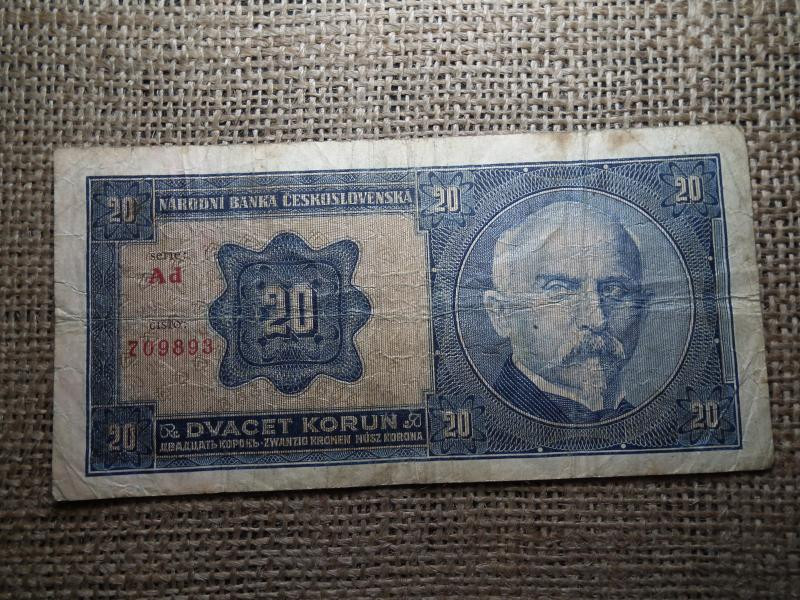 20 NÁRODNÍ BANKA ČESKOSLOVENSKÁ 20 20
serie:
Ad
20
číslo:
709893
20 DVACET KORUN 20 20
ДВАДЦАТЬ КОРОНЪ·ZWANZIG KRONEN HÚSZ KORONA